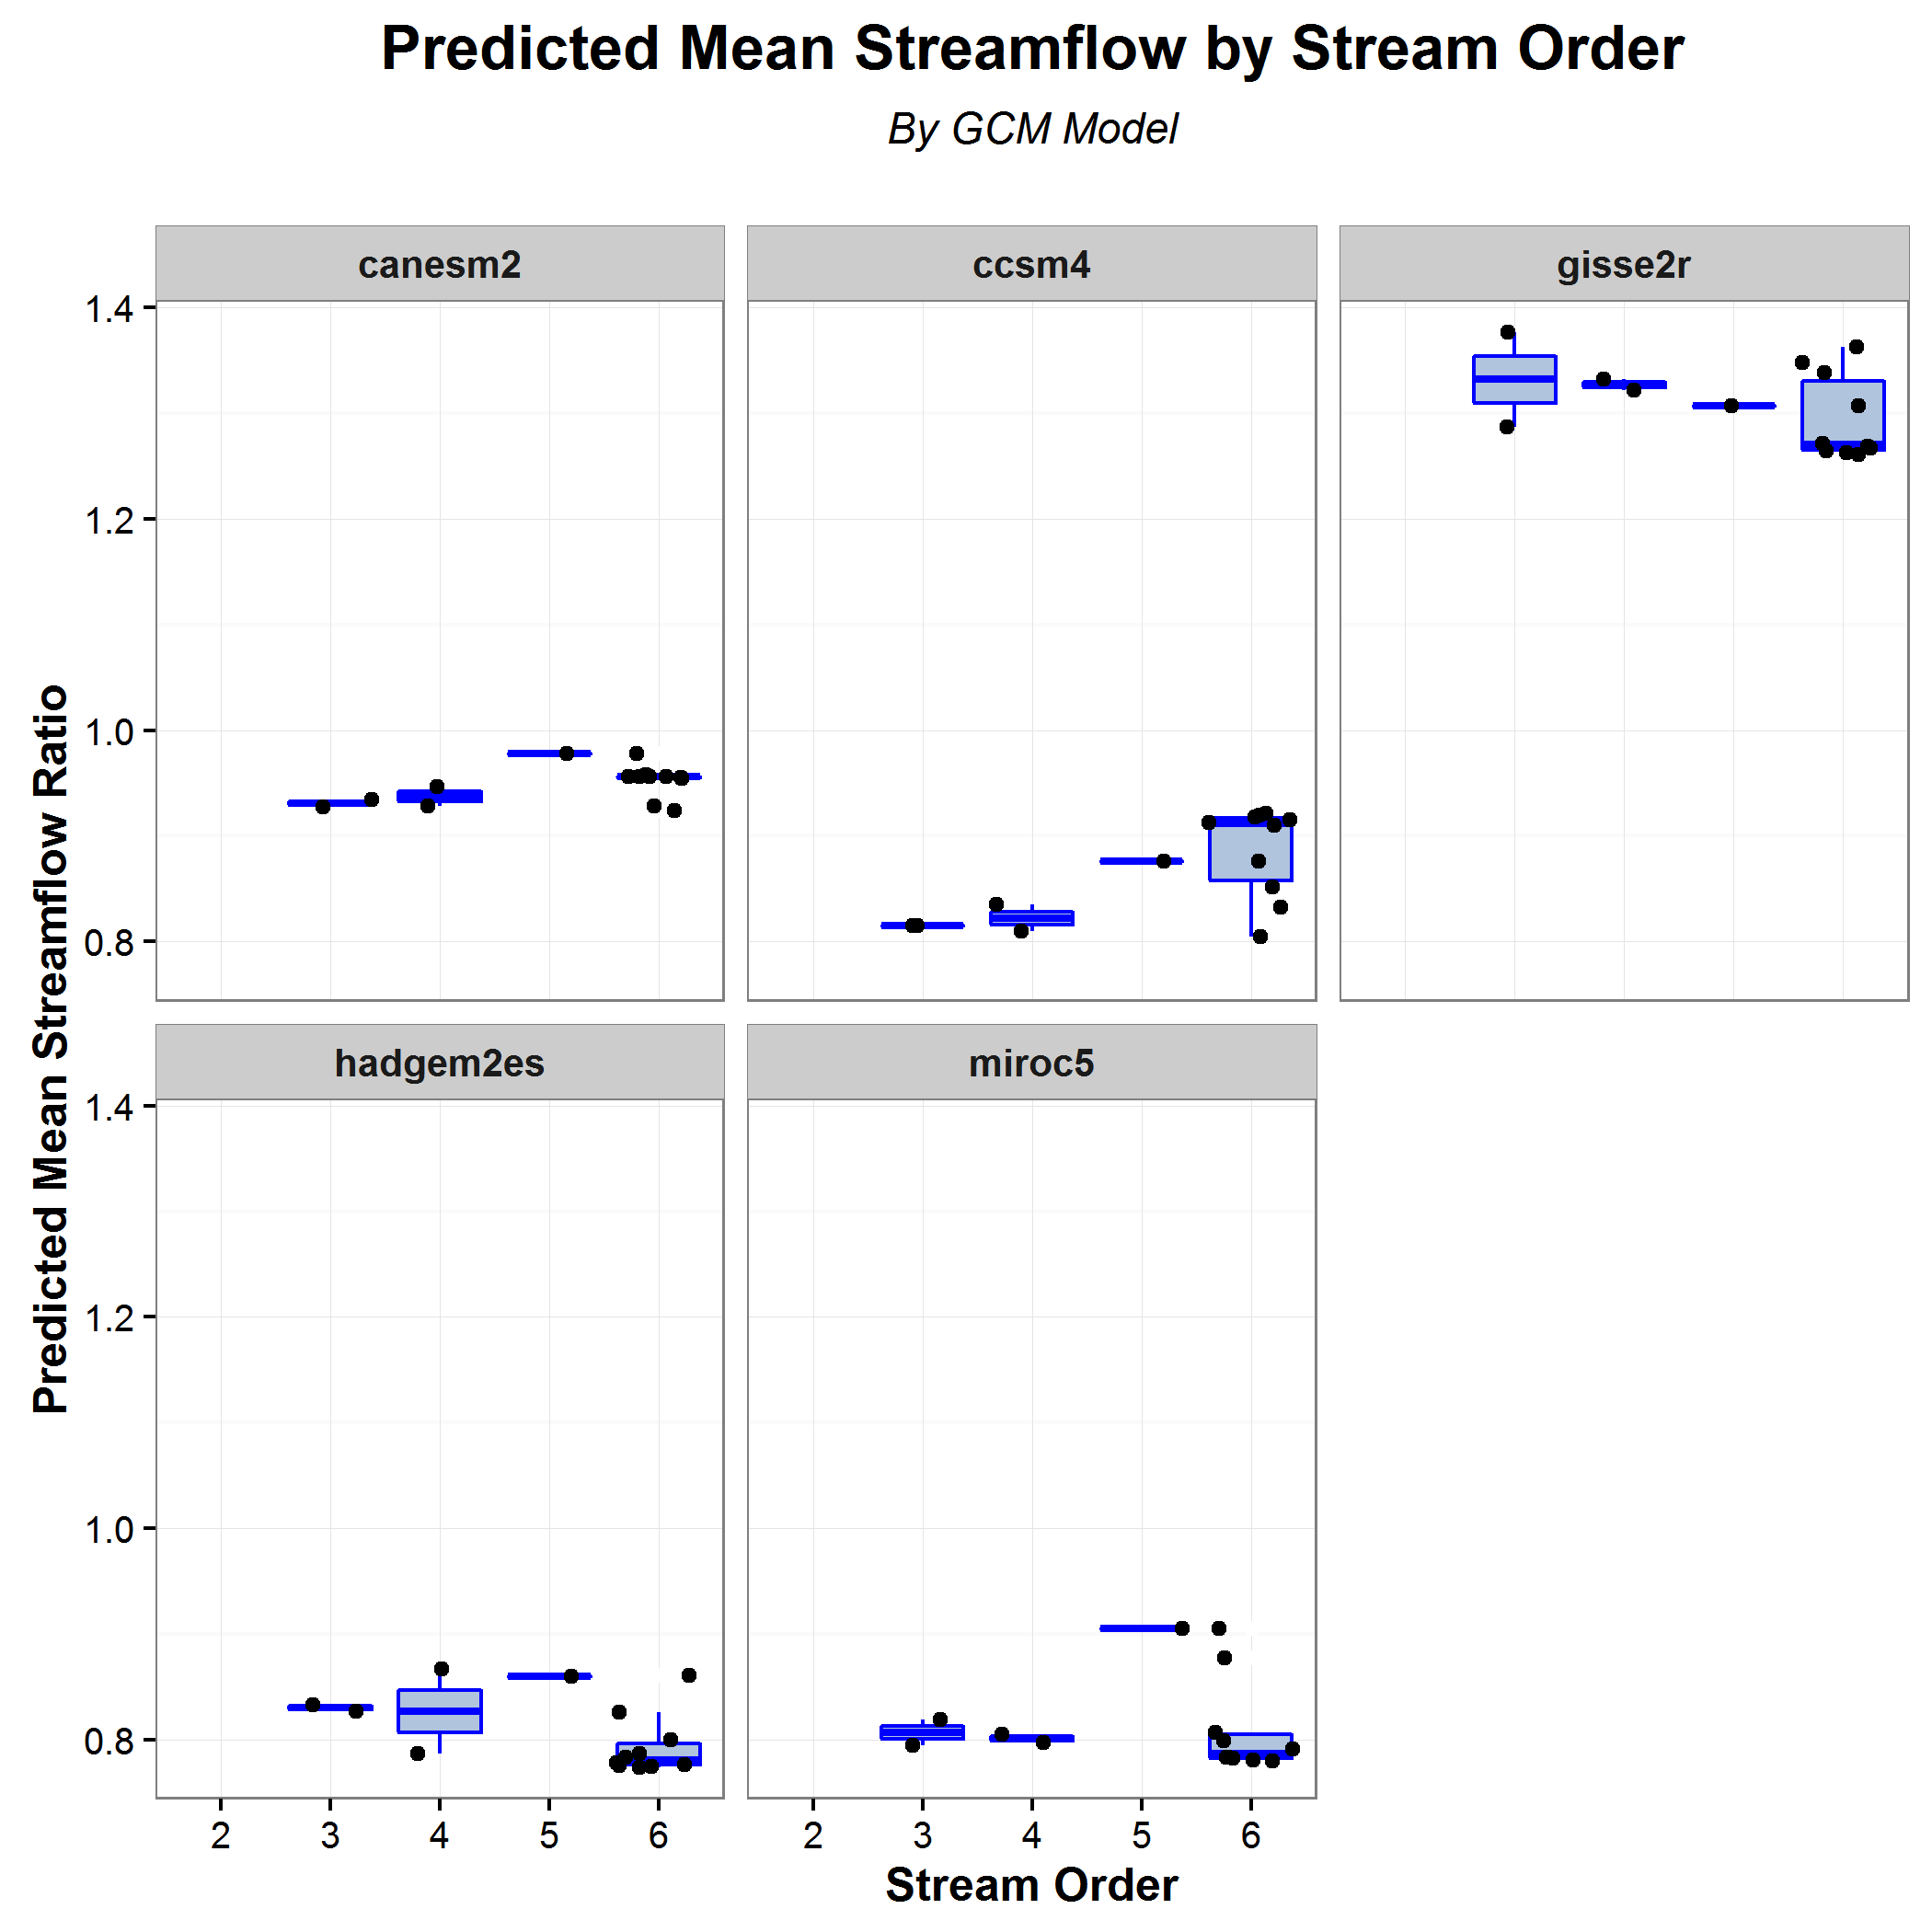 Predicted Mean Streamflow by Stream Order
By GCM Model
canesm2
ccsm4
gisse2r
1.4
1.2
1.0
0.8
Predicted Mean Streamflow Ratio
hadgem2es
miroc5
1.4
1.2
1.0
0.8
2 3 4 5 6
2 3 4 5 6
Stream Order